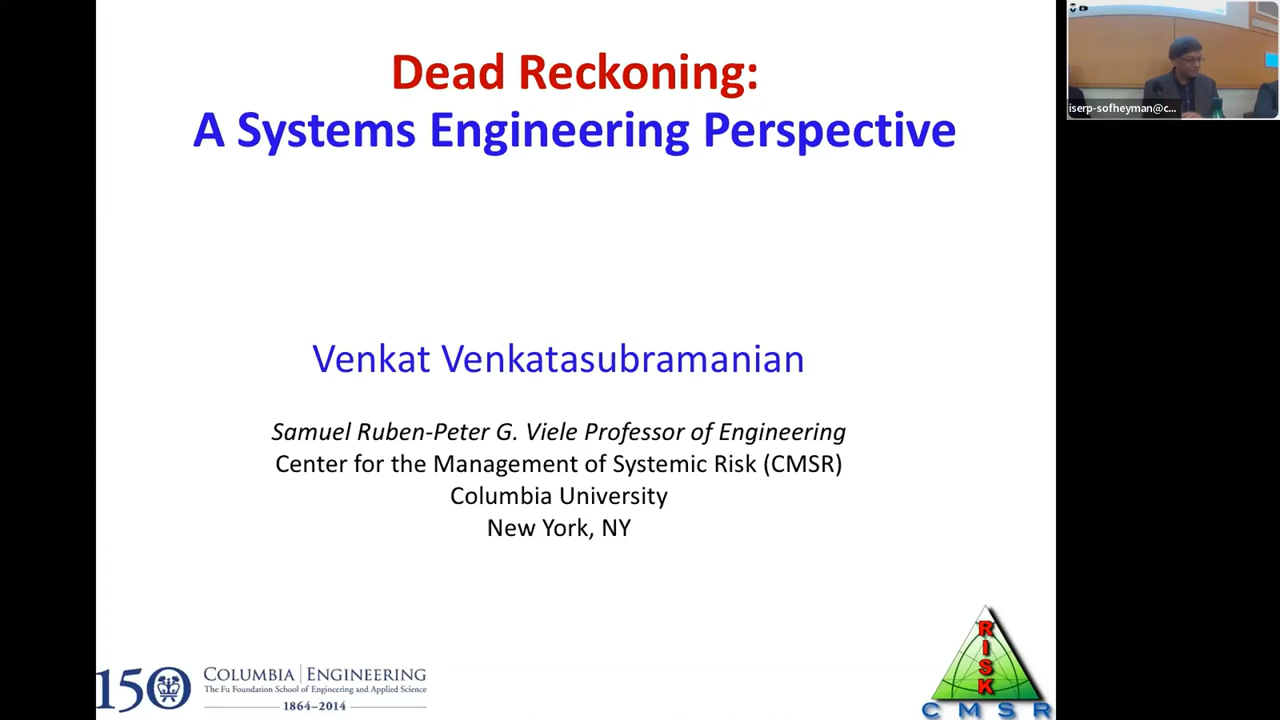 Dead Reckoning:
A Systems Engineering Perspective
iserp-sofheyman@c...
Venkat Venkatasubramanian
Samuel Ruben-Peter G. Viele Professor of Engineering
Center for the Management of Systemic Risk (CMSR)
Columbia University
New York, NY
150
COLUMBIA | ENGINEERING
The Fu Foundation School of Engineering and Applied Science
1864–2014
RISK
CMSR